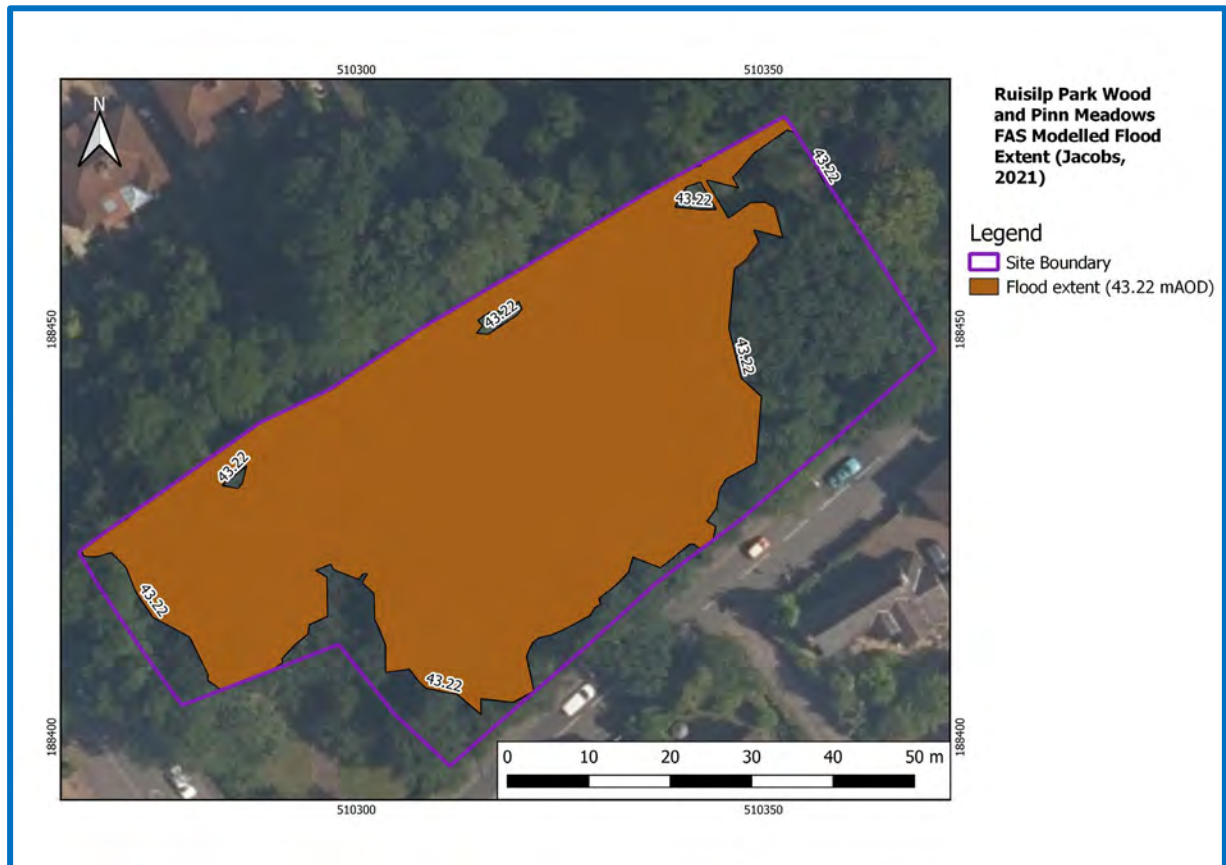 510300
510350
N
188450
188400
43.22
43.22
43.22
43.22
43.22
43.22
43.22
188450
188400
0 10 20 30 40 50 m
510300
510350
Ruisilp Park Wood
and Pinn Meadows
FAS Modelled Flood
Extent (Jacobs,
2021)
Legend
Site Boundary
Flood extent (43.22 mAOD)